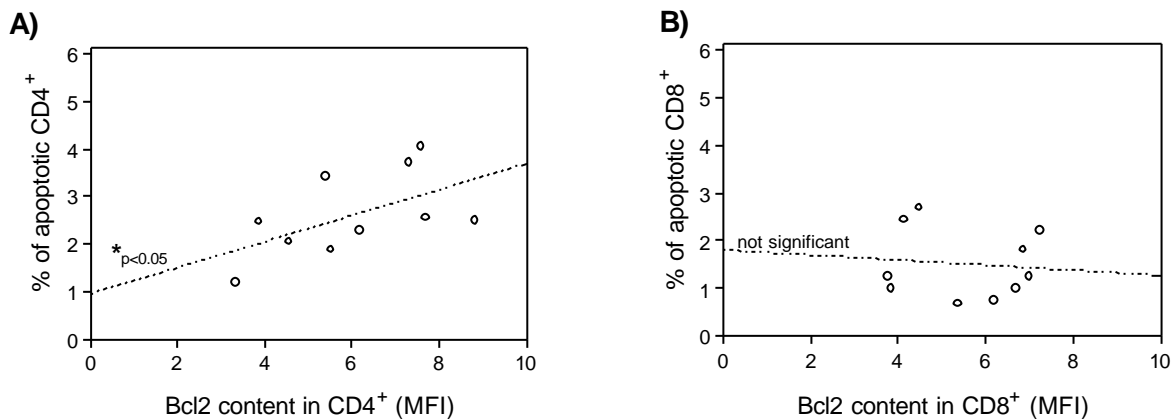 A)
% of apoptotic CD4⁺
6
5
4
3
2
1
0
*p<0.05
0 2 4 6 8 10
Bcl2 content in CD4⁺ (MFI)
B)
% of apoptotic CD8⁺
6
5
4
3
2
1
0
not significant
0 2 4 6 8 10
Bcl2 content in CD8⁺ (MFI)